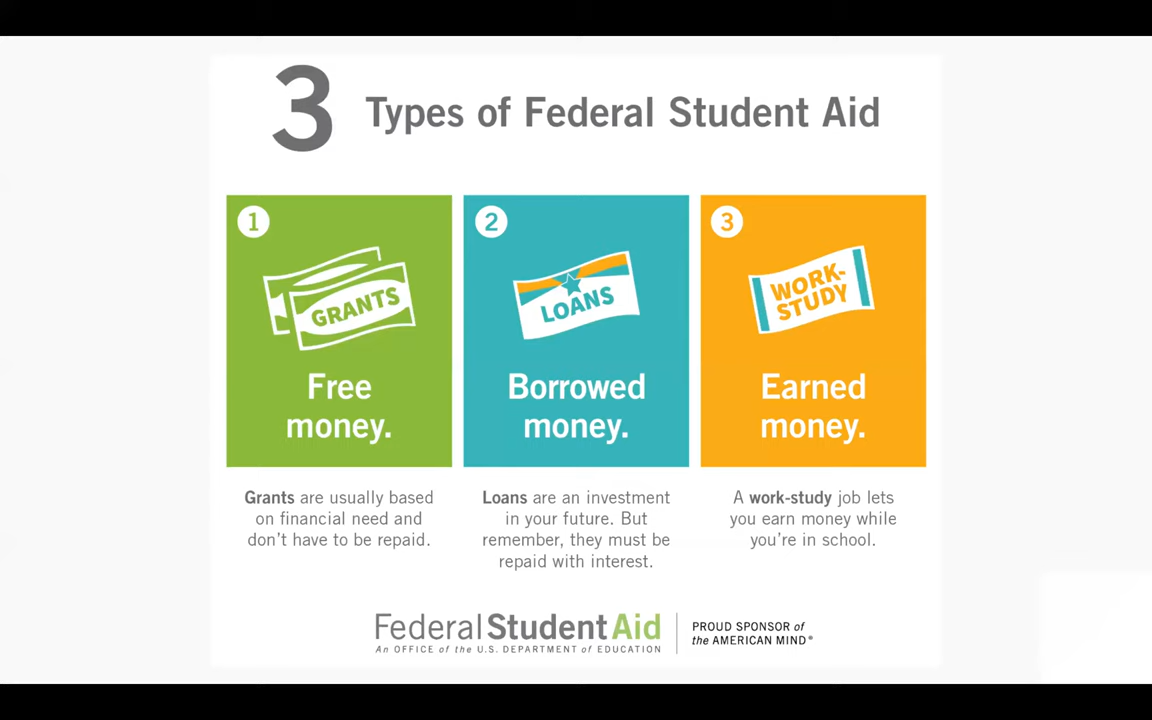 3 Types of Federal Student Aid
1
GRANTS
Free
money.
Grants are usually based
on financial need and
don't have to be repaid.
2
LOANS
Borrowed
money.
Loans are an investment
in your future. But
remember, they must be
repaid with interest.
3
WORK-
STUDY
Earned
money.
A work-study job lets
you earn money while
you're in school.
Federal Student Aid
An OFFICE of the U.S. DEPARTMENT of EDUCATION
PROUD SPONSOR of
the AMERICAN MIND®